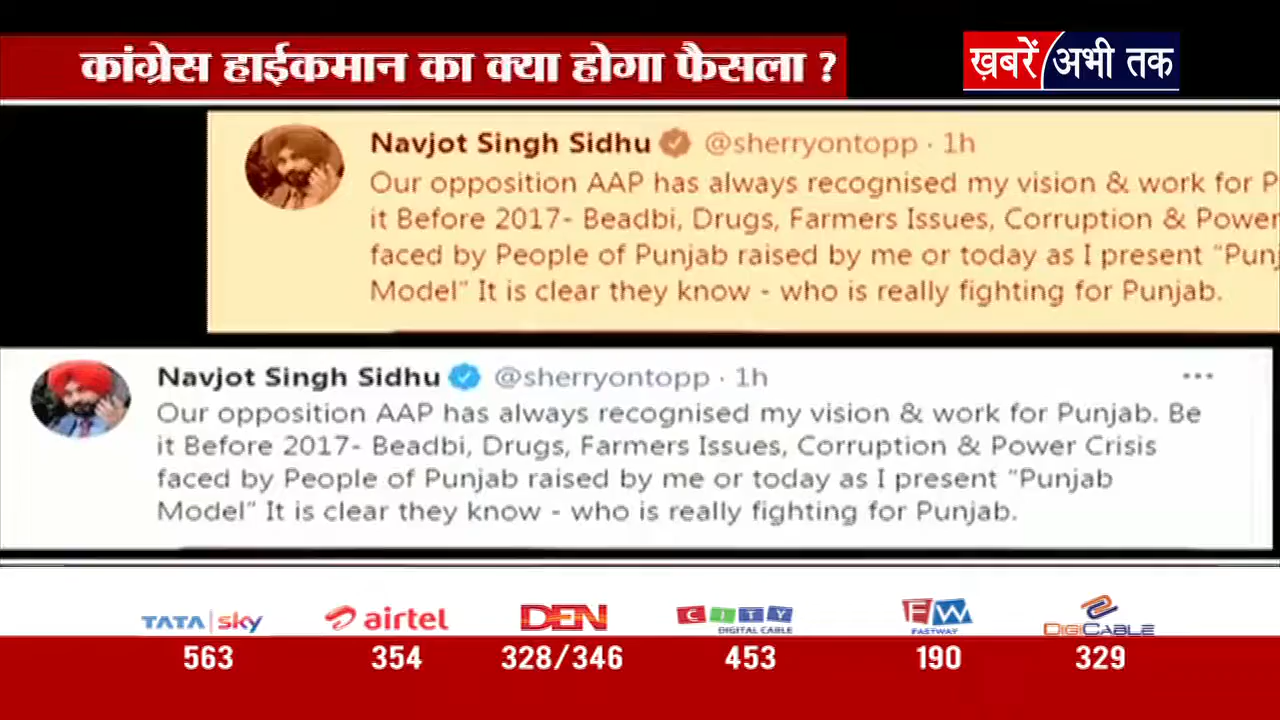 कांग्रेस हाईकमान का क्या होगा फैसला ?
ख़बरें अभी तक
Navjot Singh Sidhu @sherryontopp · 1h
Our opposition AAP has always recognised my vision & work for P
it Before 2017- Beadbi, Drugs, Farmers Issues, Corruption & Power
faced by People of Punjab raised by me or today as I present “Punj
Model” It is clear they know - who is really fighting for Punjab.
Navjot Singh Sidhu @sherryontopp · 1h
Our opposition AAP has always recognised my vision & work for Punjab. Be
it Before 2017- Beadbi, Drugs, Farmers Issues, Corruption & Power Crisis
faced by People of Punjab raised by me or today as I present “Punjab
Model” It is clear they know - who is really fighting for Punjab.
TATA sky airtel DEN CITY DIGITAL CABLE FW FASTWAY DIGICABLE
563 354 328/346 453 190 329